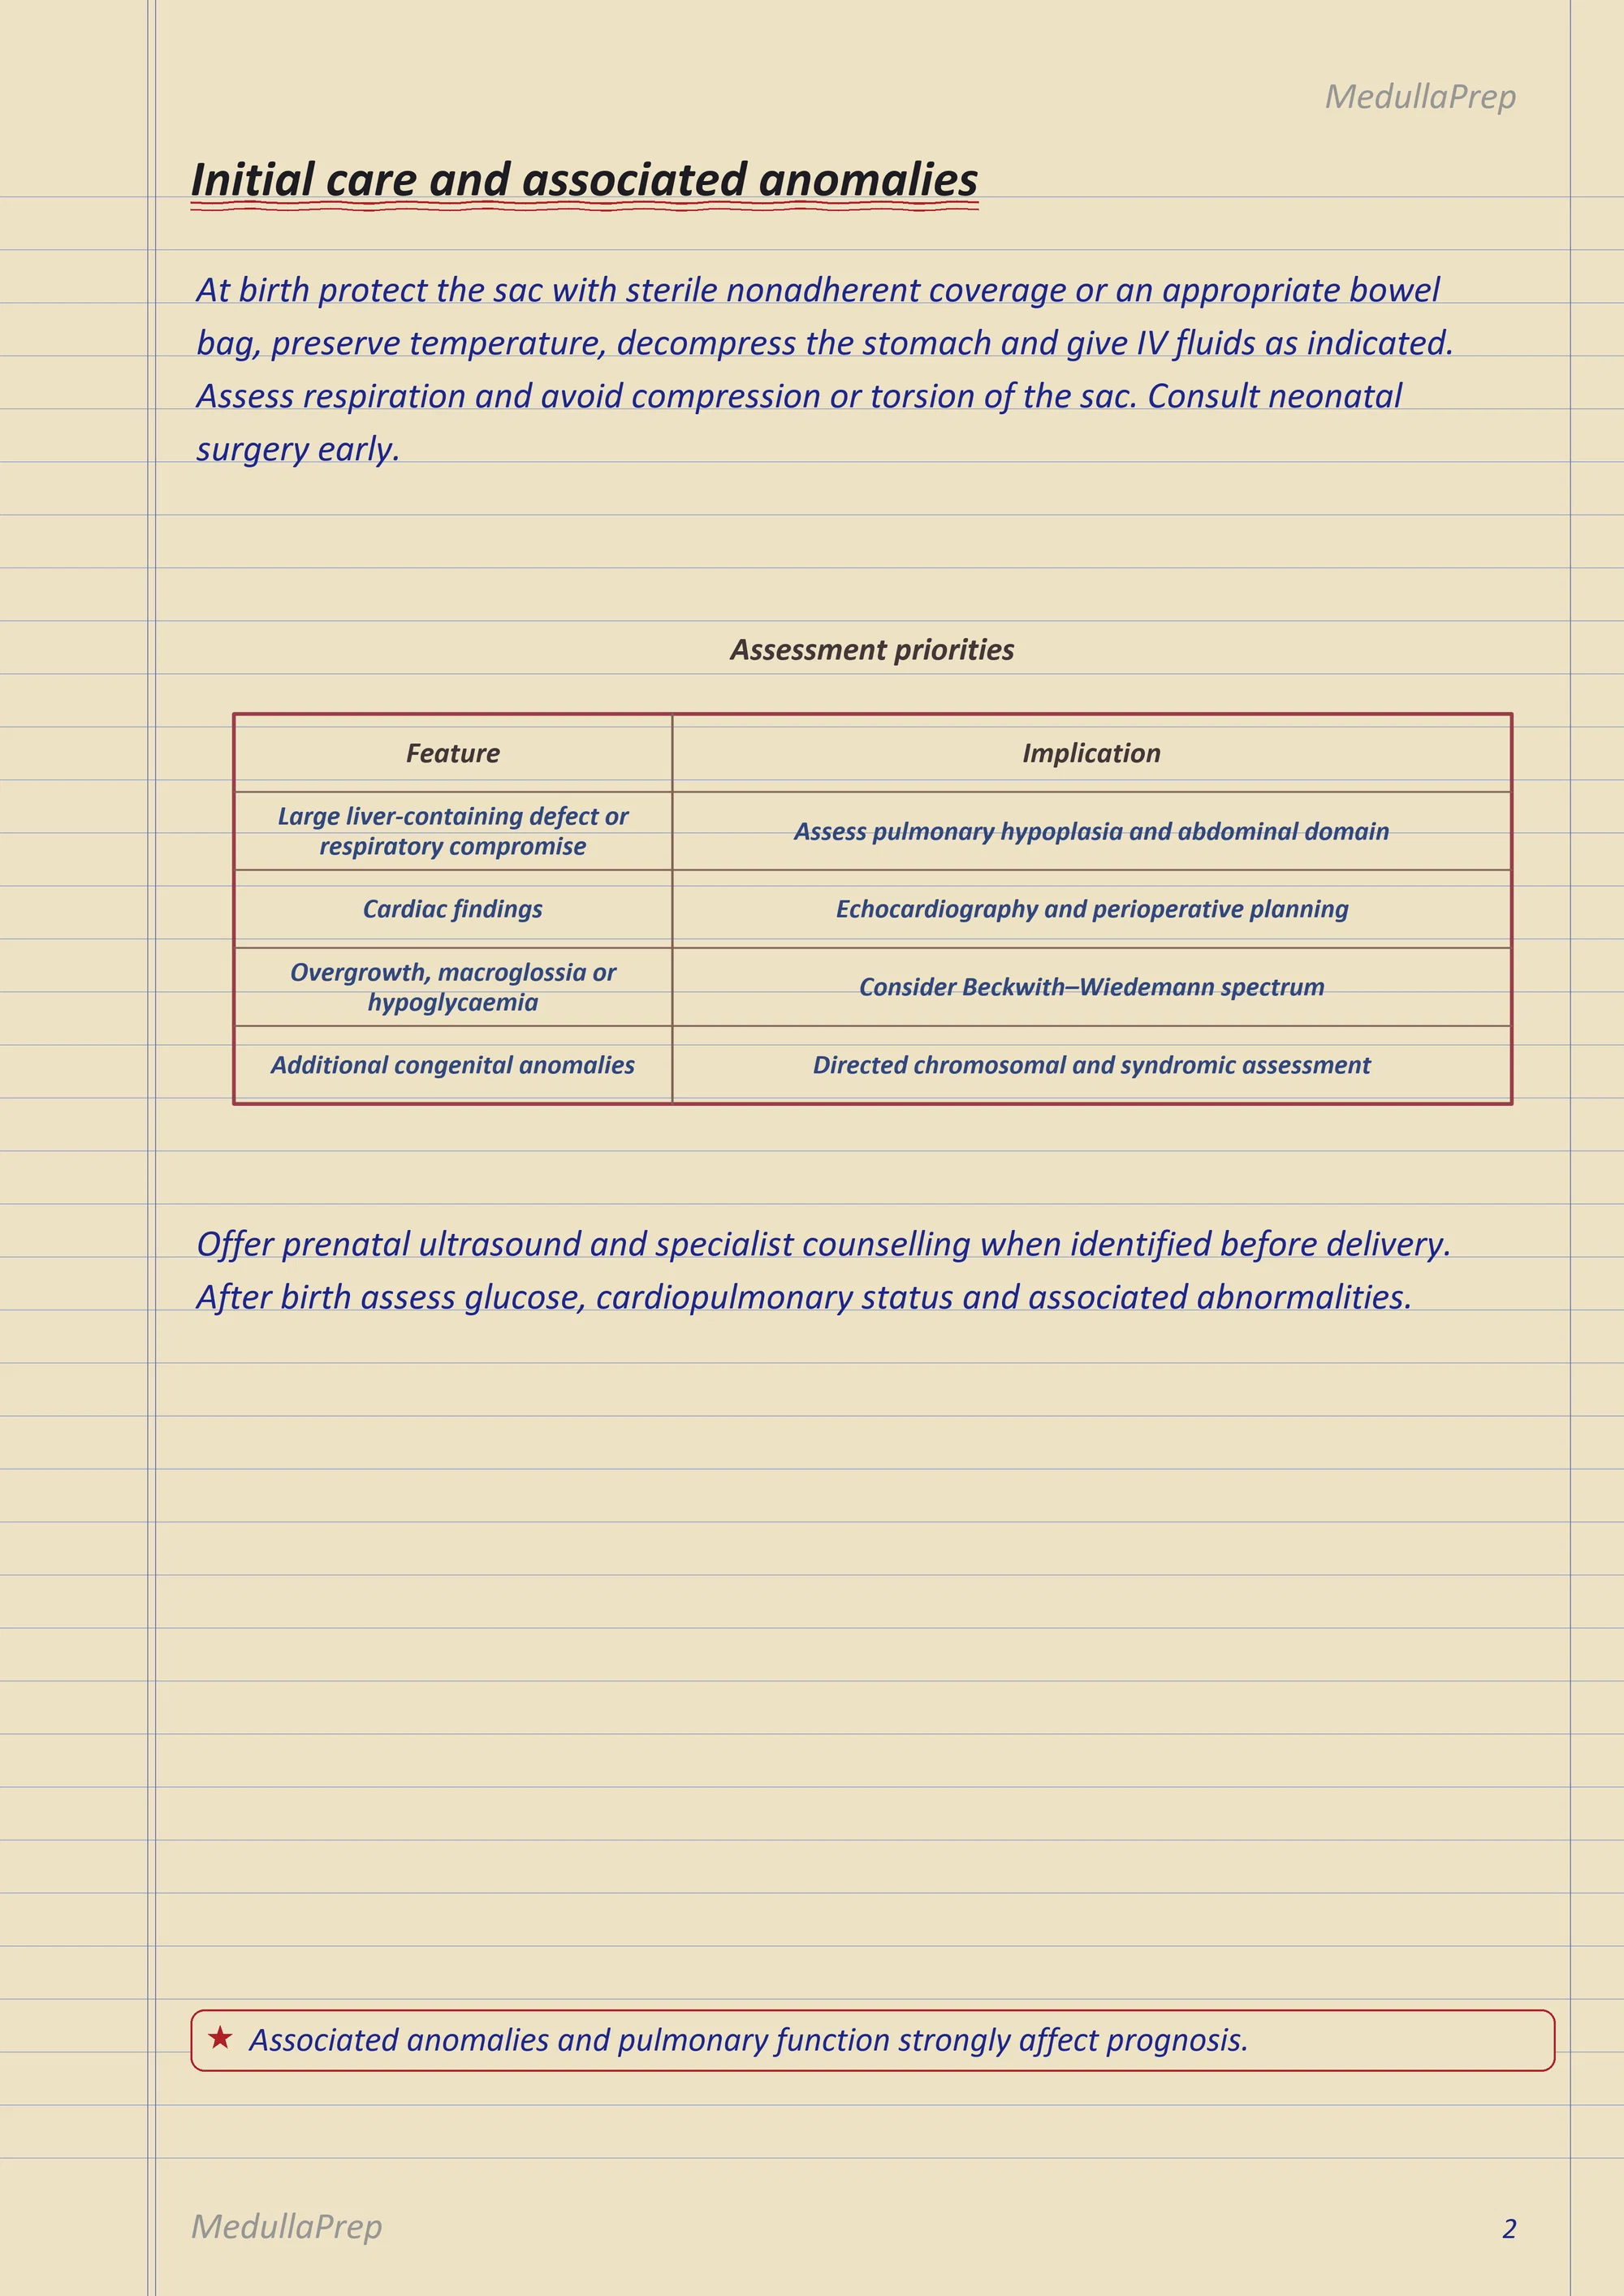 MedullaPrep
Initial care and associated anomalies
At birth protect the sac with sterile nonadherent coverage or an appropriate bowel
bag, preserve temperature, decompress the stomach and give IV fluids as indicated.
Assess respiration and avoid compression or torsion of the sac. Consult neonatal
surgery early.
Assessment priorities
Feature
Implication
Large liver-containing defect or
respiratory compromise
Assess pulmonary hypoplasia and abdominal domain
Cardiac findings
Echocardiography and perioperative planning
Overgrowth, macroglossia or
hypoglycaemia
Consider Beckwith–Wiedemann spectrum
Additional congenital anomalies
Directed chromosomal and syndromic assessment
Offer prenatal ultrasound and specialist counselling when identified before delivery.
After birth assess glucose, cardiopulmonary status and associated abnormalities.
★ Associated anomalies and pulmonary function strongly affect prognosis.
MedullaPrep
2